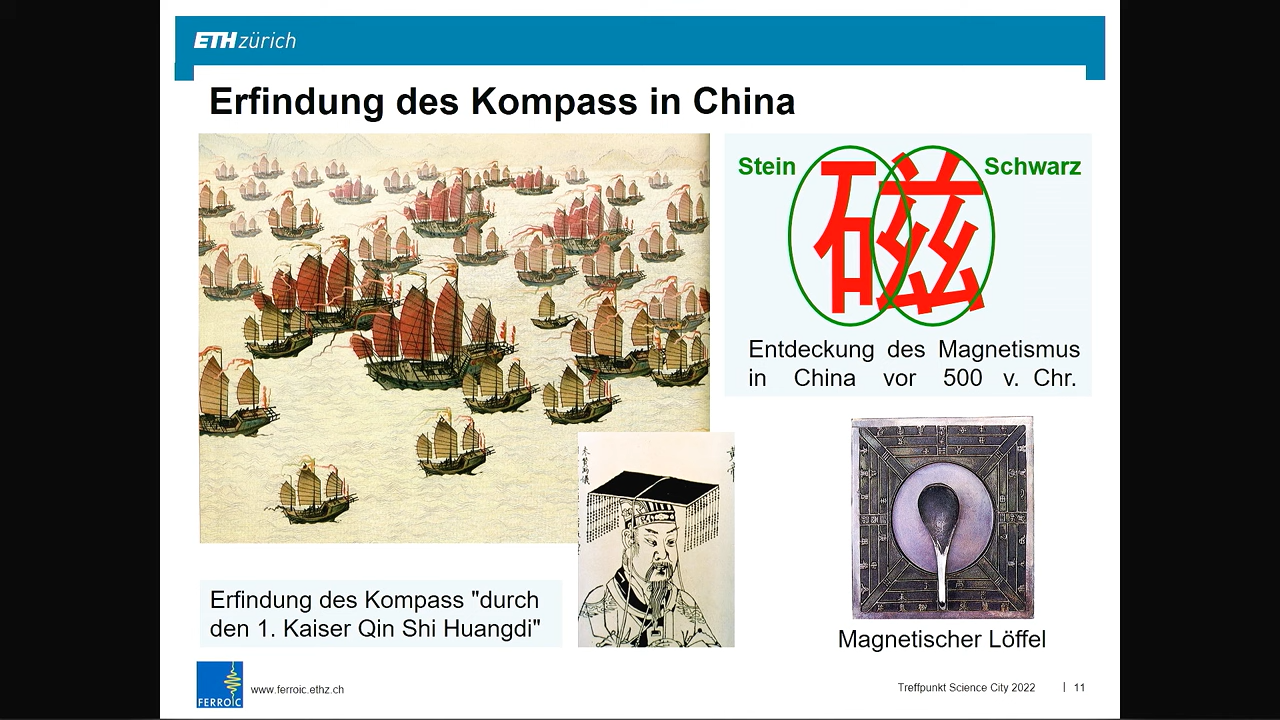 ETH zürich
Erfindung des Kompass in China
Stein
磁
Schwarz
Entdeckung des Magnetismus
in China vor 500 v. Chr.
Erfindung des Kompass "durch
den 1. Kaiser Qin Shi Huangdi"
Magnetischer Löffel
FERROIC
www.ferroic.ethz.ch
Treffpunkt Science City 2022
| 11